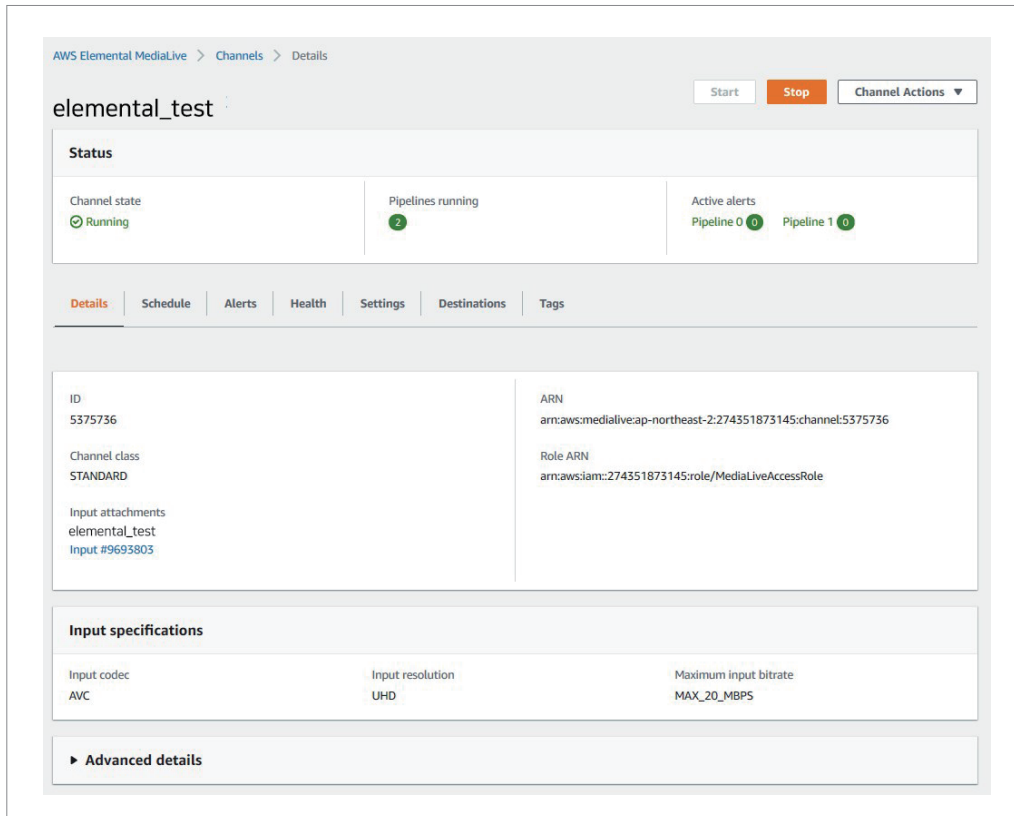 AWS Elemental MediaLive > Channels > Details
elemental_test
Start Stop Channel Actions
Status
Channel state Pipelines running Active alerts
Running 2 Pipeline 0 0 Pipeline 1 0
Details Schedule Alerts Health Settings Destinations Tags
ID
5375736
Channel class
STANDARD
Input attachments
elemental_test
Input #9693803
ARN
arn:aws:medialive:ap-northeast-2:274351873145:channel:5375736
Role ARN
arn:aws:iam::274351873145:role/MediaLiveAccessRole
Input specifications
Input codec Input resolution Maximum input bitrate
AVC UHD MAX_20_MBPS
Advanced details